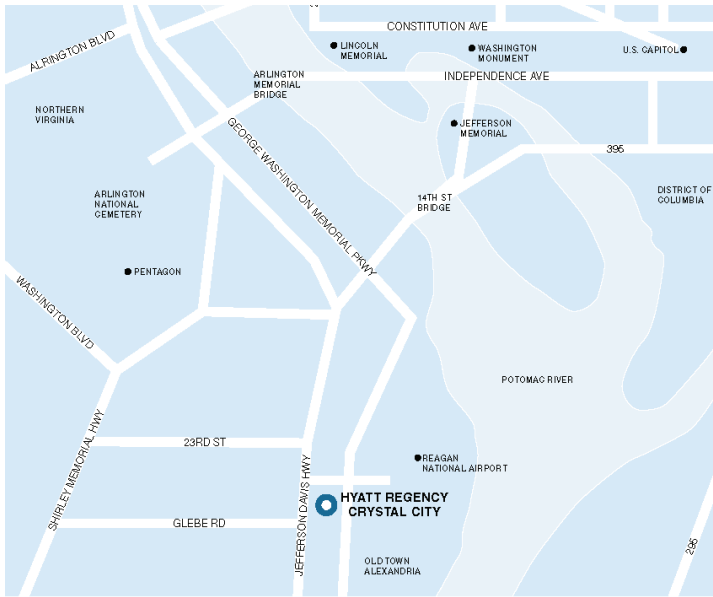 CONSTITUTION AVE
ALRINGTON BLVD
LINCOLN
MEMORIAL
WASHINGTON
MONUMENT
U.S. CAPITOL
ARLINGTON
MEMORIAL
BRIDGE
INDEPENDENCE AVE
NORTHERN
VIRGINIA
GEORGE WASHINGTON MEMORIAL PKWY
JEFFERSON
MEMORIAL
395
ARLINGTON
NATIONAL
CEMETERY
14TH ST
BRIDGE
DISTRICT OF
COLUMBIA
PENTAGON
WASHINGTON BLVD
POTOMAC RIVER
SHIRLEY MEMORIAL HWY
23RD ST
REAGAN
NATIONAL AIRPORT
JEFFERSON DAVIS HWY
HYATT REGENCY
CRYSTAL CITY
GLEBE RD
OLD TOWN
ALEXANDRIA
295